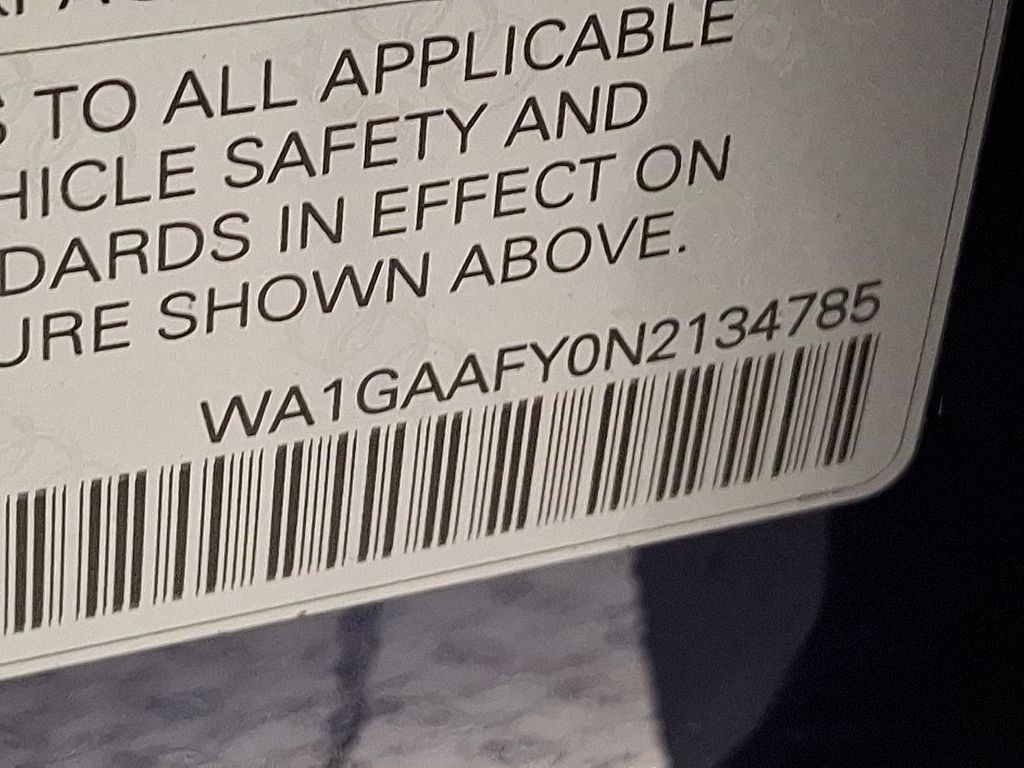 TO ALL APPLICABLE
HICLE SAFETY AND
DARDS IN EFFECT ON
URE SHOWN ABOVE.
WA1GAAFY0N2134785